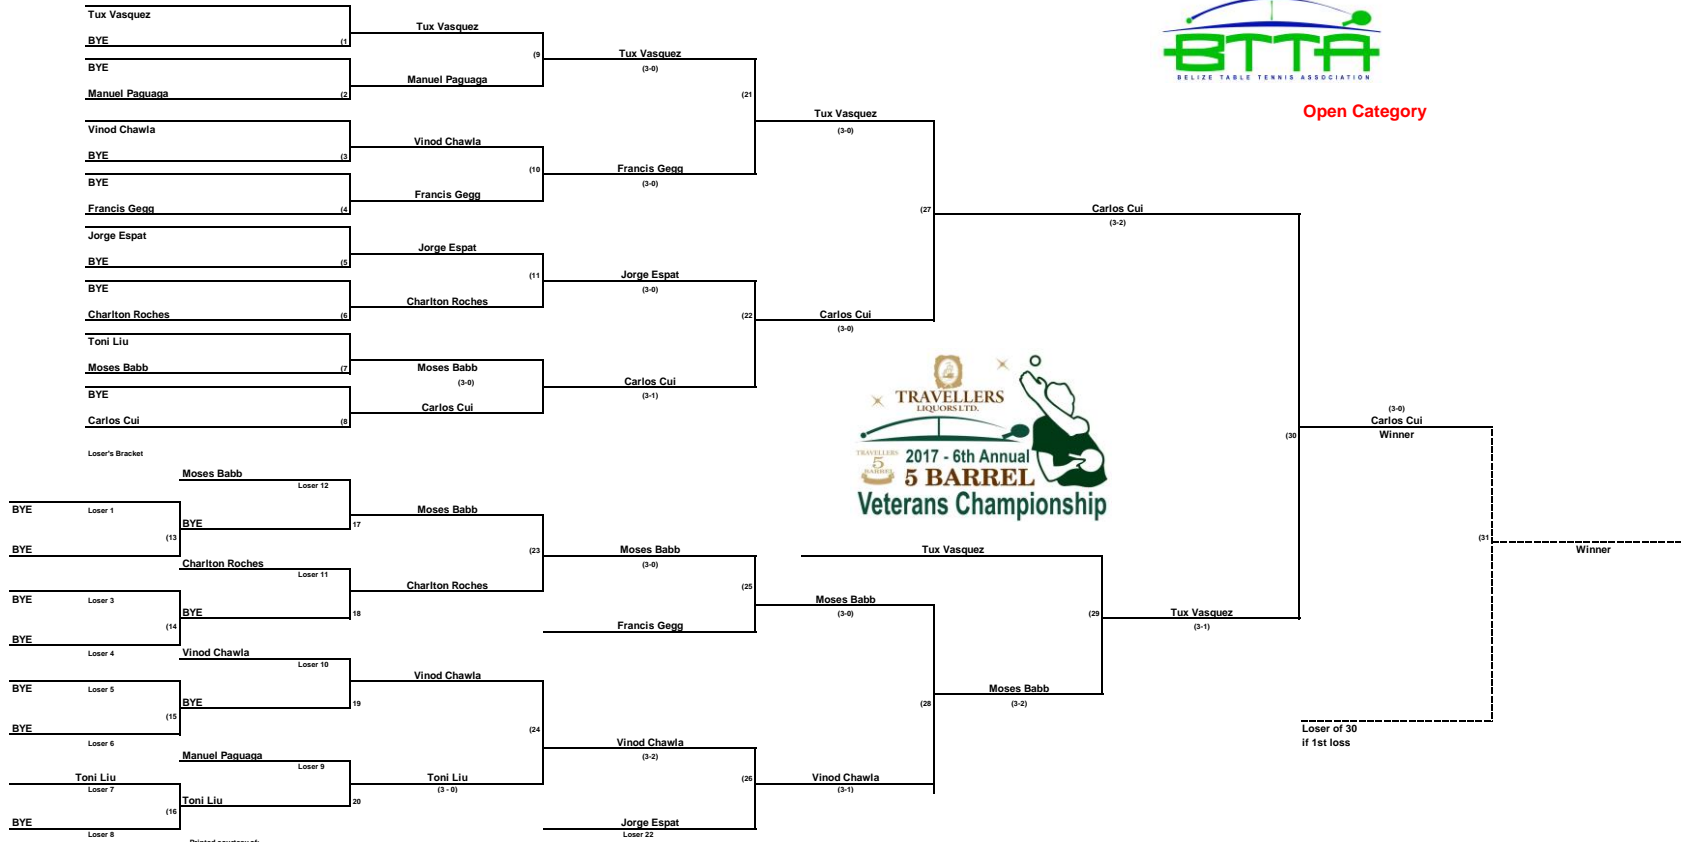 BTTA
BELIZE TABLE TENNIS ASSOCIATION
Open Category
Tux Vasquez
BYE
(1
BYE
Manuel Paguaga
(2
Vinod Chawla
BYE
(3
BYE
Francis Gegg
(4
Jorge Espat
BYE
(5
BYE
Charlton Roches
(6
Toni Liu
Moses Babb
(7
BYE
Carlos Cui
(8
Tux Vasquez
(9
Manuel Paguaga
Vinod Chawla
(10
Francis Gegg
Jorge Espat
(11
Charlton Roches
Moses Babb
(3-0)
Carlos Cui
Tux Vasquez
(3-0)
(21
Francis Gegg
(3-0)
Jorge Espat
(3-0)
(22
Carlos Cui
(3-1)
Tux Vasquez
(3-0)
(27
Carlos Cui
(3-0)
Carlos Cui
(3-2)
(30
(3-0)
Carlos Cui
Winner
(31
Winner
TRAVELLERS
LIQUORS LTD.
TRAVELLERS
5
BARREL
2017 - 6th Annual
5 BARREL
Veterans Championship
Loser's Bracket
BYE
Loser 1
(13
BYE
BYE
Loser 3
(14
BYE
Loser 4
BYE
Loser 5
(15
BYE
Loser 6
Toni Liu
Loser 7
(16
BYE
Loser 8
Moses Babb
Loser 12
BYE
17
Charlton Roches
Loser 11
BYE
18
Vinod Chawla
Loser 10
BYE
19
Manuel Paguaga
Loser 9
Toni Liu
20
Moses Babb
(23
Charlton Roches
Vinod Chawla
(24
Toni Liu
(3 - 0)
Moses Babb
(3-0)
(25
Francis Gegg
Vinod Chawla
(3-2)
(26
Jorge Espat
Loser 22
Moses Babb
(3-0)
(28
Vinod Chawla
(3-1)
Tux Vasquez
(29
Moses Babb
(3-2)
Tux Vasquez
(3-1)
Loser of 30
if 1st loss
Printed courtesy of: